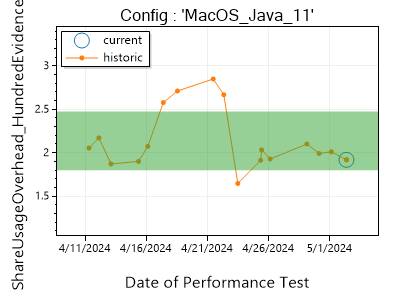 Config : 'MacOS_Java_11'
current
historic
ShareUsageOverhead_HundredEvidence
3
2.5
2
1.5
4/11/2024
4/16/2024
4/21/2024
4/26/2024
5/1/2024
Date of Performance Test